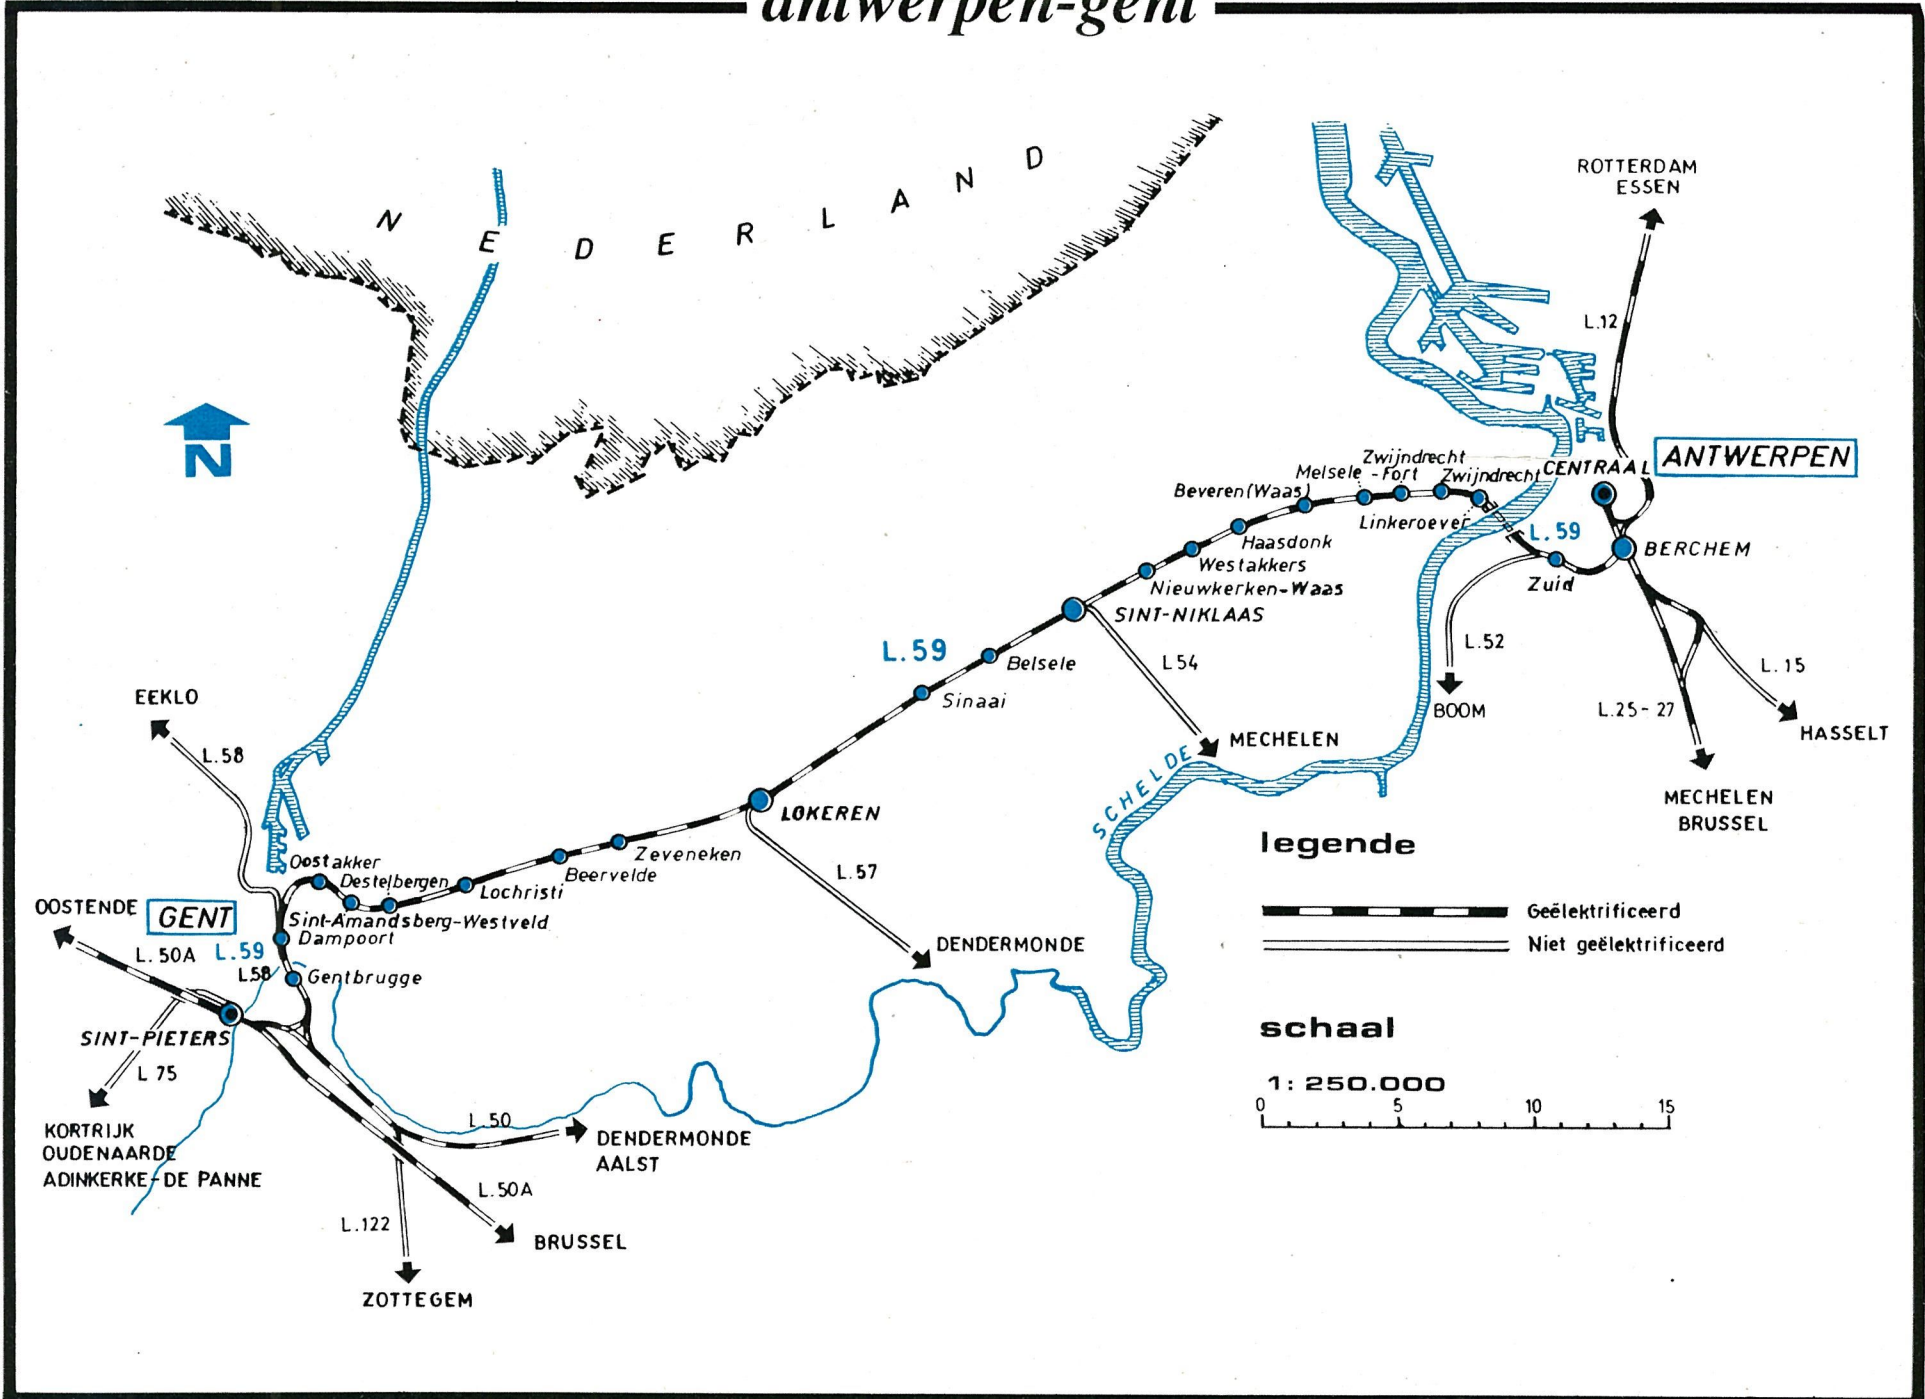 antwerpen-gent
NEDERLAND
ROTTERDAM
ESSEN
L.12
N
CENTRAAL
ANTWERPEN
Zwijndrecht
-Fort
Melsele
Zwijndrecht
Beveren (Waas)
Linkeroever
L.59
BERCHEM
Haasdonk
Westakkers
Zuid
Nieuwkerken-Waas
SINT-NIKLAAS
L.59
Belsele
L54
L.52
L.15
Sinaai
EEKLO
BOOM
L.25-27
HASSELT
L.58
MECHELEN
SCHELDE
MECHELEN
BRUSSEL
LOKEREN
legende
Zeveneken
Beervelde
L.57
Oostakker
Destelbergen
Lochristi
OOSTENDE
GENT
Sint-Amandsberg-Westveld
Dampoort
Geëlektrificeerd
Niet geëlektrificeerd
L.50A
L.59
L.58
Gentbrugge
DENDERMONDE
SINT-PIETERS
schaal
L 75
1: 250.000
0 5 10 15
KORTRIJK
OUDENAARDE
ADINKERKE-DE PANNE
L.50
DENDERMONDE
AALST
L.50A
L.122
BRUSSEL
ZOTTEGEM